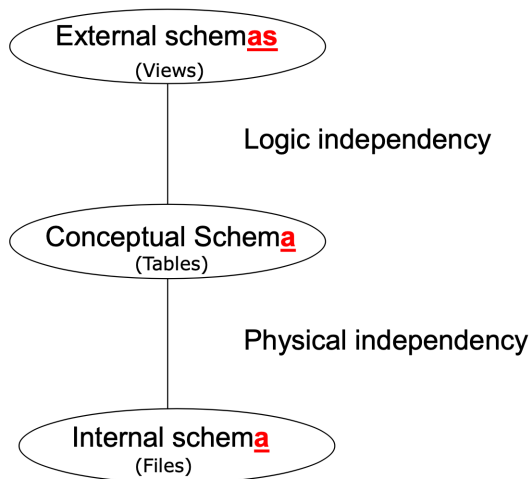 External schemas
(Views)
Logic independency
Conceptual Schema
(Tables)
Physical independency
Internal schema
(Files)